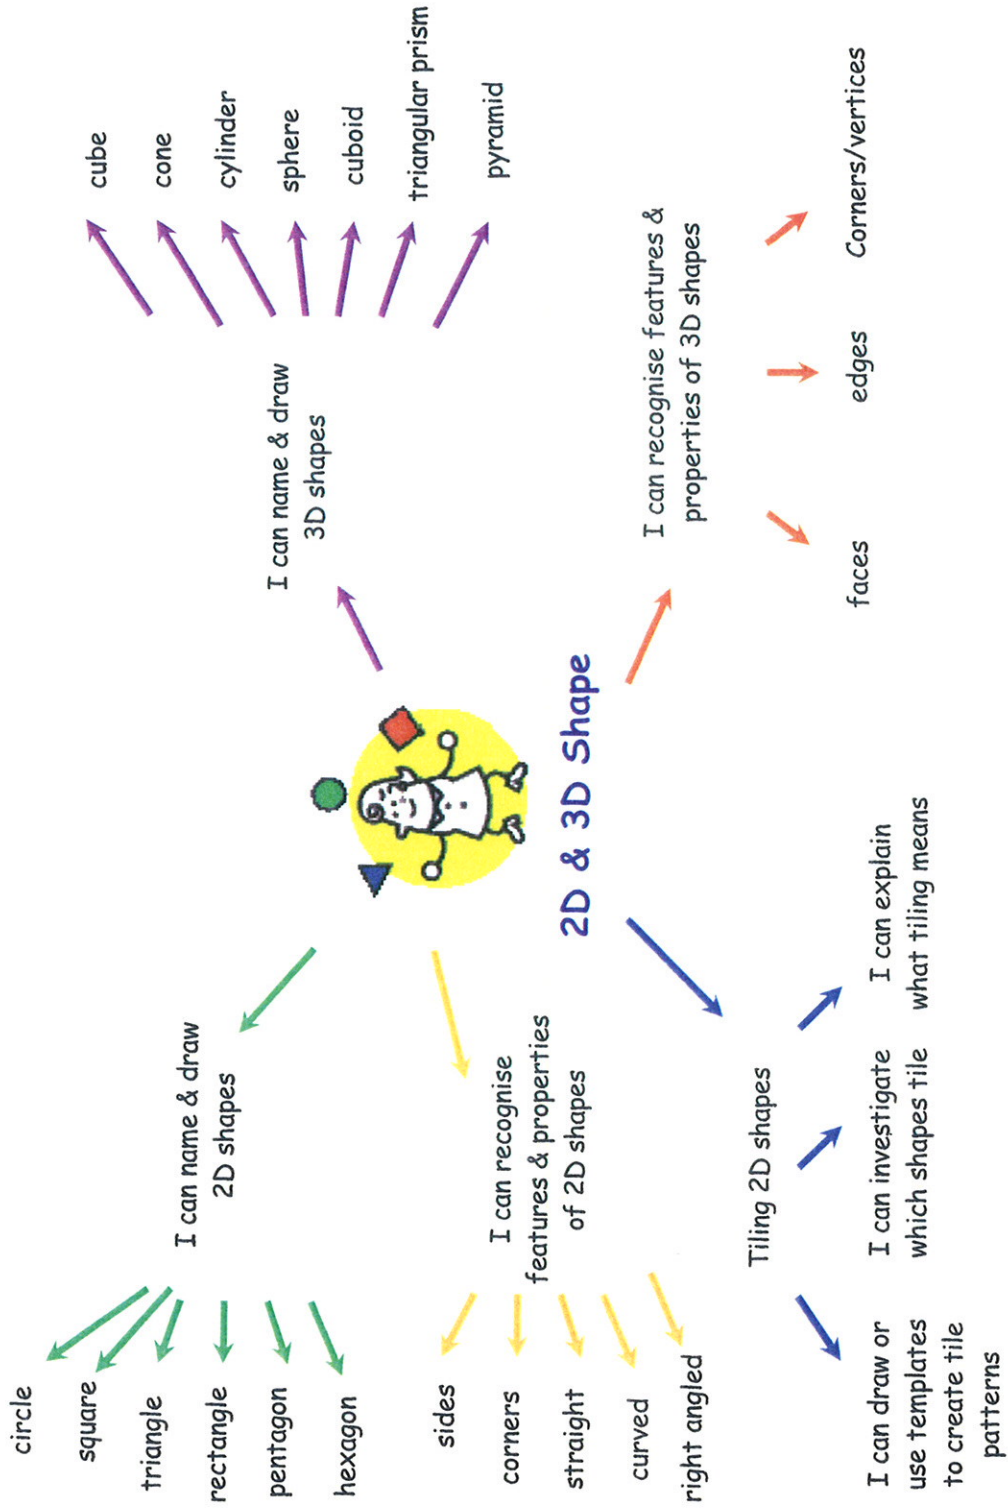 circle
square
triangle
rectangle
pentagon
hexagon
I can name & draw
2D shapes
I can name & draw
3D shapes
cube
cone
cylinder
sphere
cuboid
triangular prism
pyramid
sides
corners
straight
curved
right angled
I can recognise
features & properties
of 2D shapes
2D & 3D Shape
I can recognise features &
properties of 3D shapes
faces
edges
Corners/vertices
Tiling 2D shapes
I can draw or
use templates
to create tile
patterns
I can investigate
which shapes tile
I can explain
what tiling means